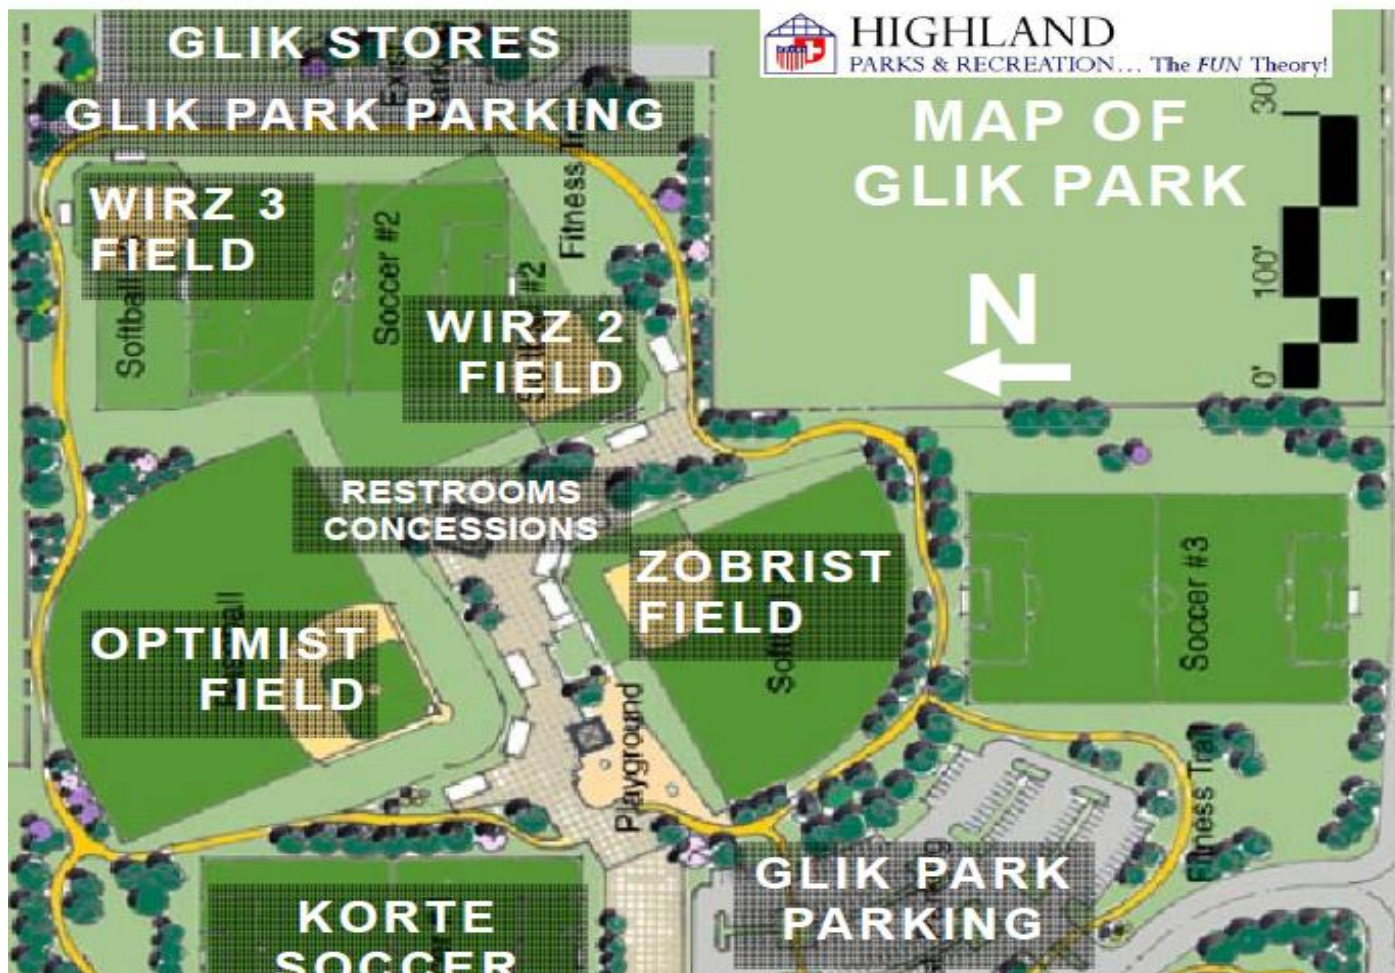 GLIK STORES
GLIK PARK PARKING
HIGHLAND
PARKS & RECREATION... The FUN Theory!
MAP OF
GLIK PARK
WIRZ 3
FIELD
Soccer #2
WIRZ 2
FIELD
#2
Fitness
N
0'
100'
RESTROOMS
CONCESSIONS
ZOBRIST
FIELD
Soccer #3
OPTIMIST
FIELD
Playground
Fitness Trail
KORTE
SOCCER
GLIK PARK
PARKING